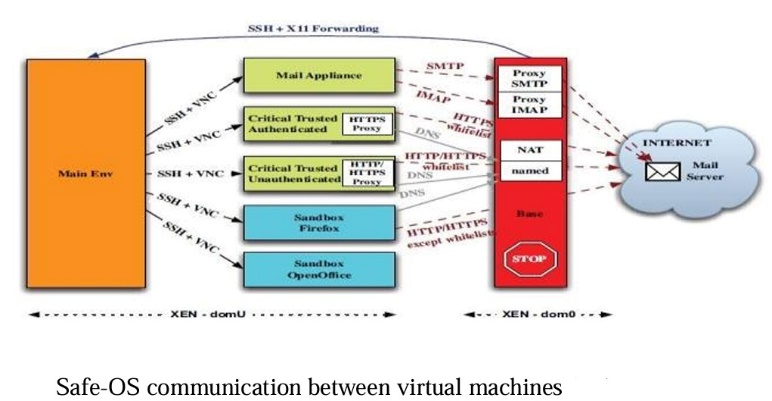 SSH + X11 Forwarding
Main Env
SSH + VNC
SSH + VNC
SSH + VNC
SSH + VNC
SSH + VNC
Mail Appliance
Critical Trusted
Authenticated
HTTPS
Proxy
Critical Trusted
Unauthenticated
HTTP/
HTTPS
Proxy
Sandbox
Firefox
Sandbox
OpenOffice
SMTP
IMAP
HTTPS
whitelist
DNS
HTTP/HTTPS
whitelist
DNS
DNS
HTTP/HTTPS
except whitelist
Proxy
SMTP
Proxy
IMAP
NAT
named
Base
STOP
INTERNET
Mail
Server
XEN - domU
XEN - dom0
Safe-OS communication between virtual machines